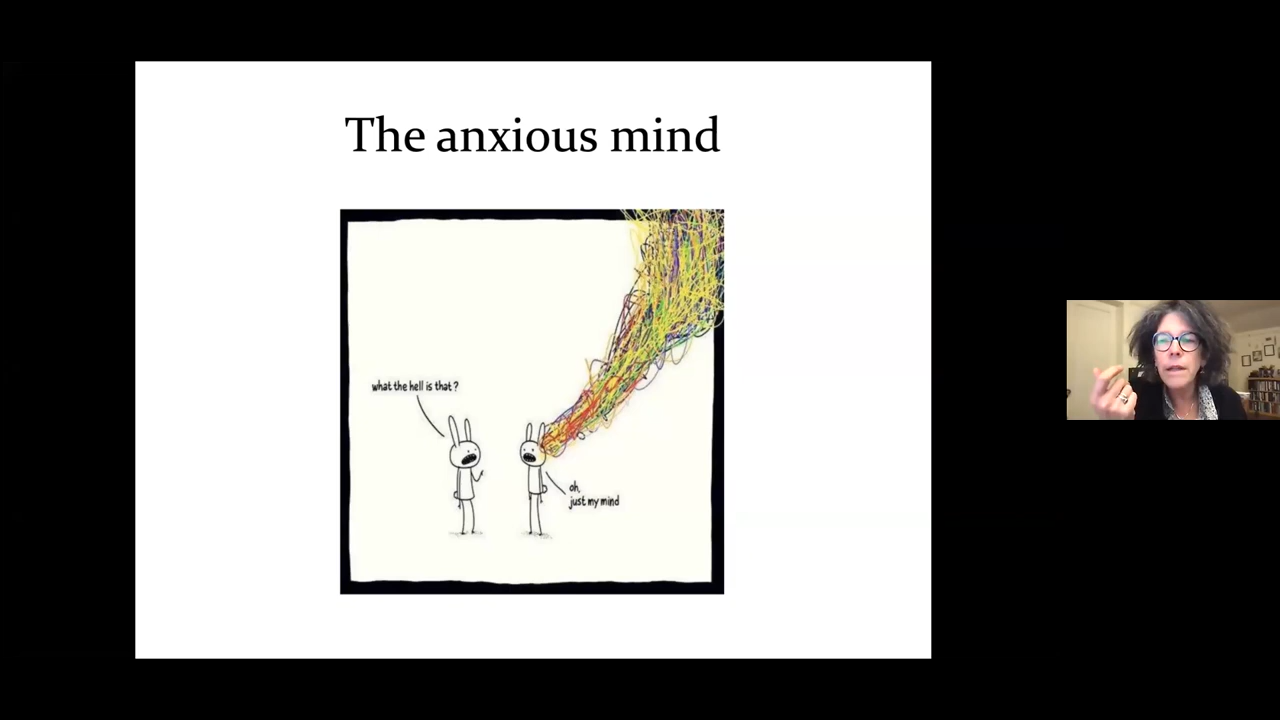 The anxious mind
what the hell is that?
oh,
just my mind